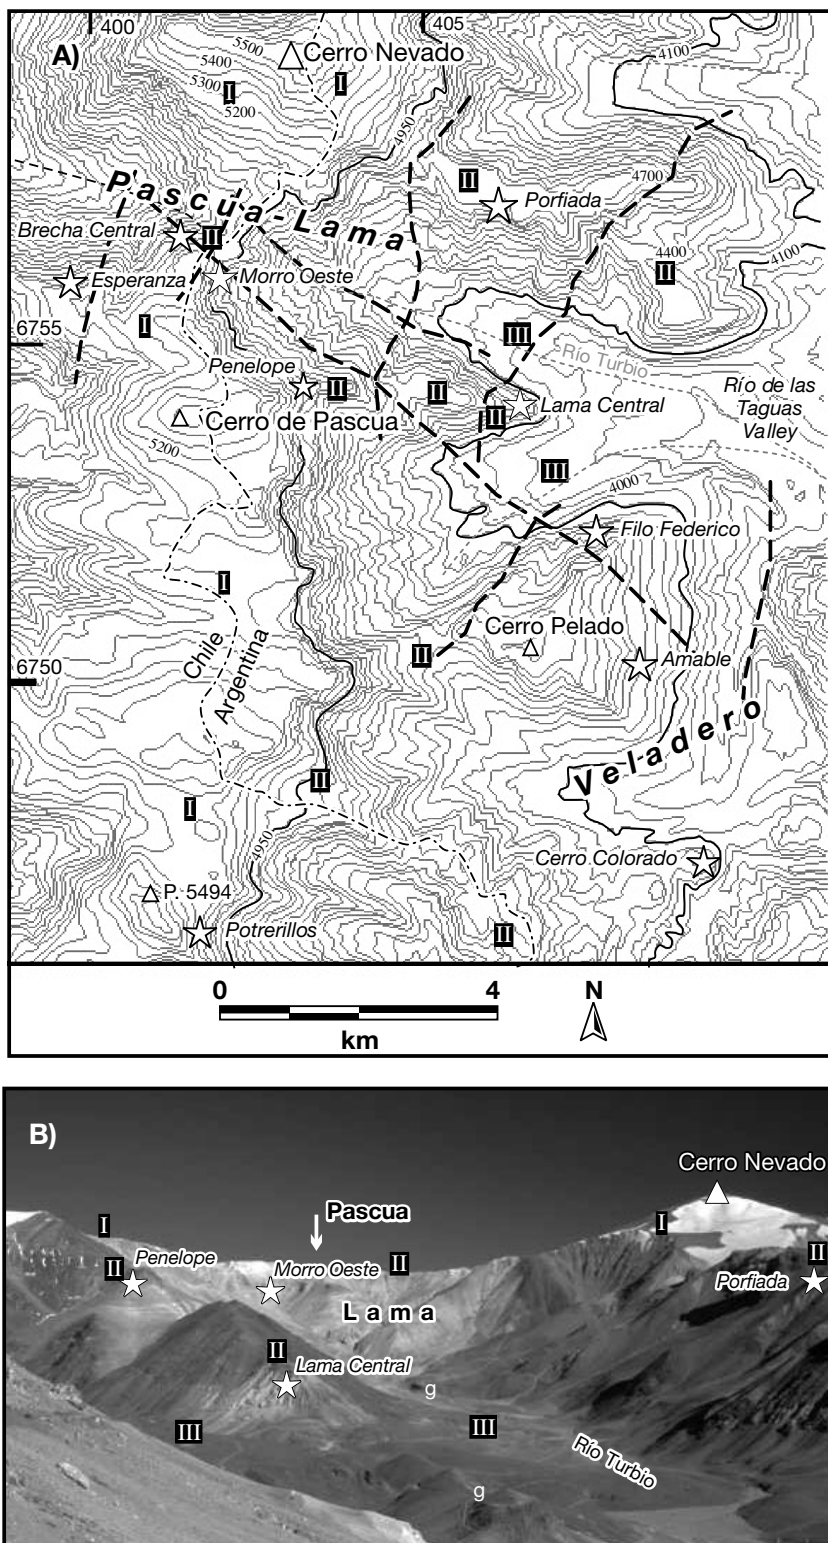 400
405
A)
5500
Cerro Nevado
4100
5400
I
I
5300
5200
4950
Pascua-Lama
II
4700
Porfiada
Brecha Central
II
4400
4100
II
Esperanza
Morro Oeste
I
6755
III
Río Turbio
Penelope
II
II
Río de las
Taguas
Valley
Lama Central
II
Cerro de Pascua
5200
III
4000
Filo Federico
I
Cerro Pelado
Chile
Argentina
II
6750
Amable
Veladero
II
I
4950
Cerro Colorado
P. 5494
Potrerillos
II
0
4
N
km
B)
Cerro Nevado
I
Pascua
I
II
Penelope
Morro Oeste
II
II
Porfiada
Lama
II
Lama Central
g
III
III
Río Turbio
g